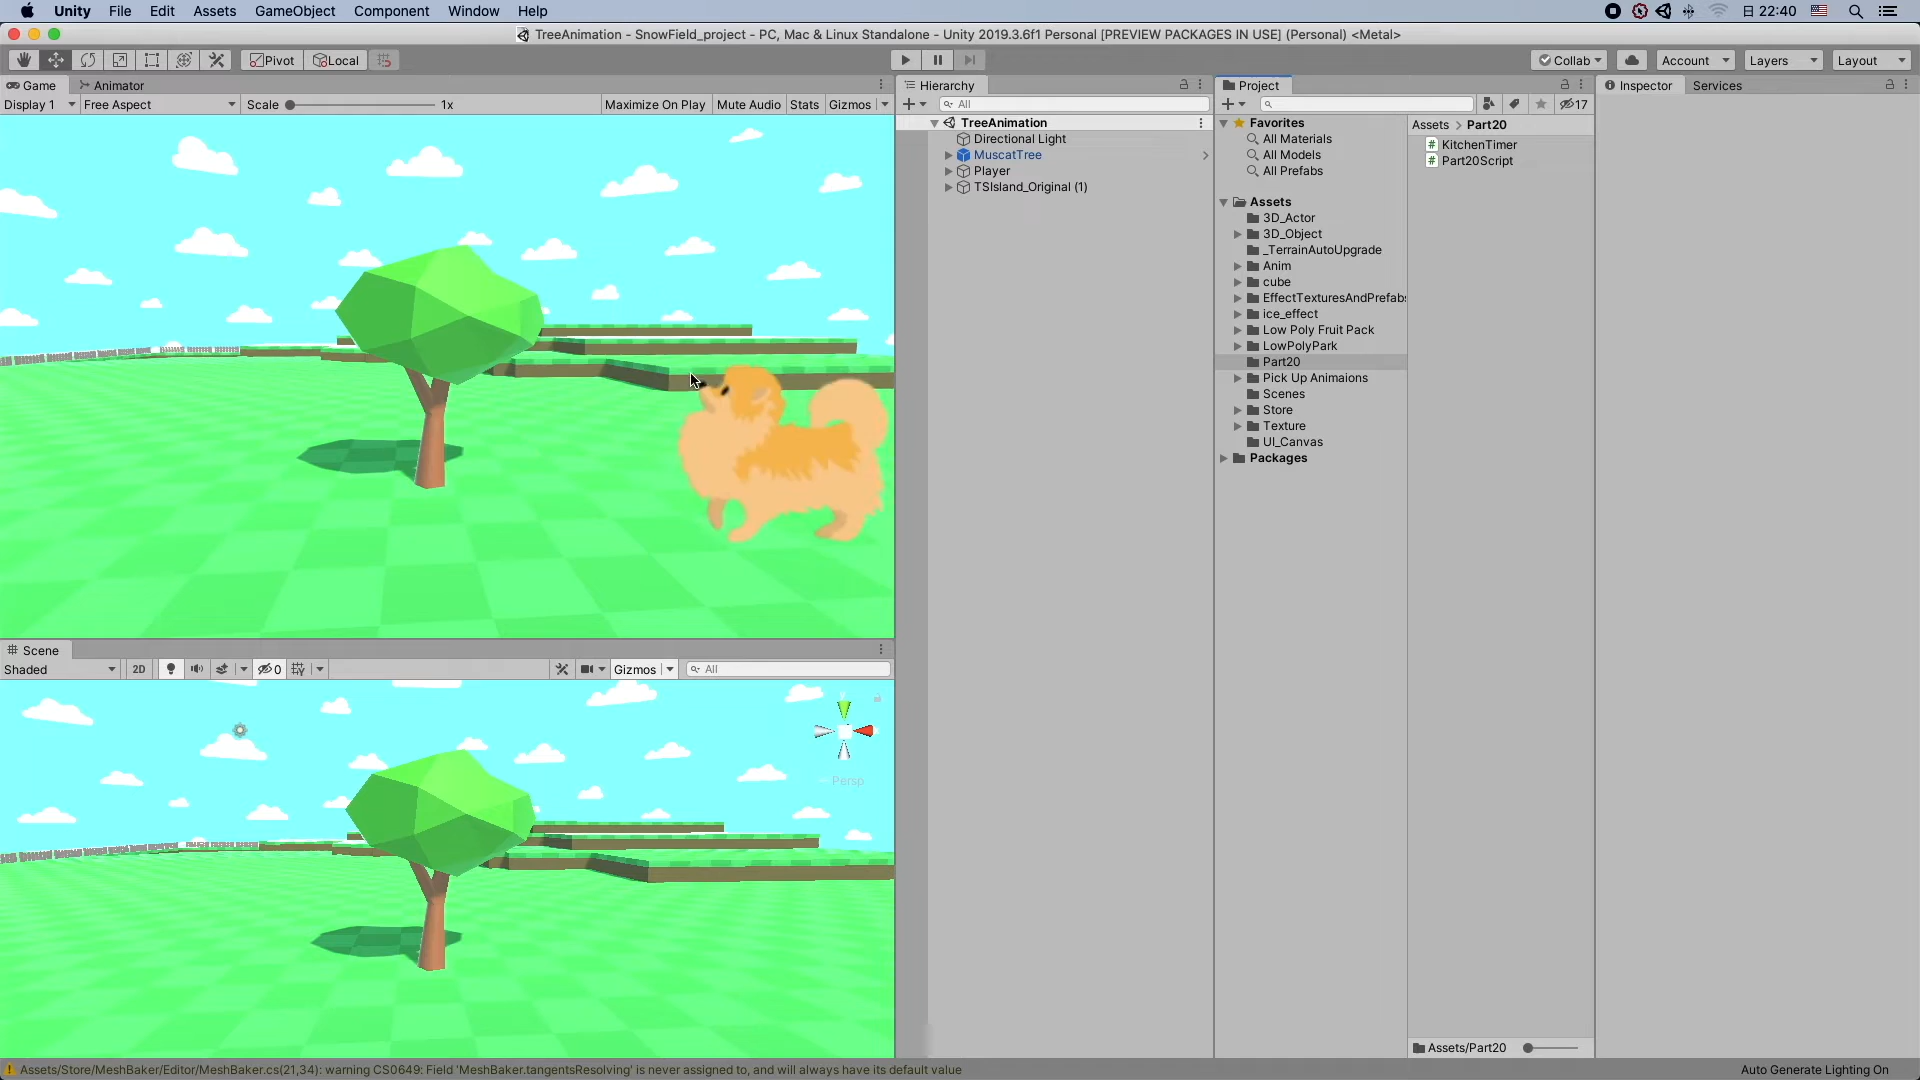 Unity File Edit Assets GameObject Component Window Help
日 22:40
TreeAnimation - SnowField_project - PC, Mac & Linux Standalone - Unity 2019.3.6f1 Personal [PREVIEW PACKAGES IN USE] (Personal) <Metal>
Pivot Local Collab Account Layers Layout
Game Animator
Display 1 Free Aspect Scale 1x Maximize On Play Mute Audio Stats Gizmos
Hierarchy
All
TreeAnimation
Directional Light
MuscatTree
Player
TSIsland_Original (1)
Project
17
Favorites
All Materials
All Models
All Prefabs
Assets
3D_Actor
3D_Object
_TerrainAutoUpgrade
Anim
cube
EffectTexturesAndPrefabs
ice_effect
Low Poly Fruit Pack
LowPolyPark
Part20
Pick Up Animaions
Scenes
Store
Texture
UI_Canvas
Packages
Assets > Part20
KitchenTimer
Part20Script
Assets/Part20
Inspector Services
Scene
Shaded 2D 0 Gizmos All
y
Persp
Assets/Store/MeshBaker/Editor/MeshBaker.cs(21,34): warning CS0649: Field 'MeshBaker.tangentsResolving' is never assigned to, and will always have its default value
Auto Generate Lighting On